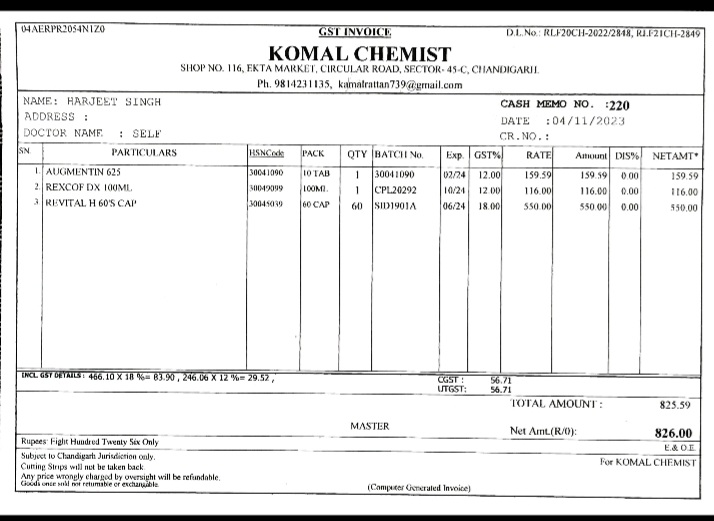 04AERPR2054N1Z0 GST INVOICE D.L.No.: RLF20CH-2022/2848, RLF21CH-2849
KOMAL CHEMIST
SHOP NO. 116, EKTA MARKET, CIRCULAR ROAD, SECTOR- 45-C, CHANDIGARH.
Ph. 9814231135, kamalrattan739@gmail.com
NAME: HARJEET SINGH CASH MEMO NO. :220
ADDRESS : DATE :04/11/2023
DOCTOR NAME : SELF CR.NO.:
SN. PARTICULARS HSNCode PACK QTY BATCH No. Exp. GST% RATE Amount DIS% NETAMT*
1. AUGMENTIN 625 30041090 10 TAB 1 30041090 02/24 12.00 159.59 159.59 0.00 159.59
2. REXCOF DX 100ML 30049099 100ML 1 CPL20292 10/24 12.00 116.00 116.00 0.00 116.00
3 REVITAL H 60'S CAP 30045039 60 CAP 60 SID1901A 06/24 18.00 550.00 550.00 0.00 550.00
INCL. GST DETAILS : 466.10 X 18 %= 83.90 , 246.06 X 12 %= 29.52 , CGST : 56.71
UTGST: 56.71
TOTAL AMOUNT : 825.59
MASTER Net Amt.(R/0): 826.00
Rupees: Eight Hundred Twenty Six Only E.& O.E.
Subject to Chandigarh Jurisdiction only. For KOMAL CHEMIST
Cutting Strips will not be taken back
Any price wrongly charged by oversight will be refundable.
Goods once sold not returnable or exchangable. (Computer Generated Invoice)